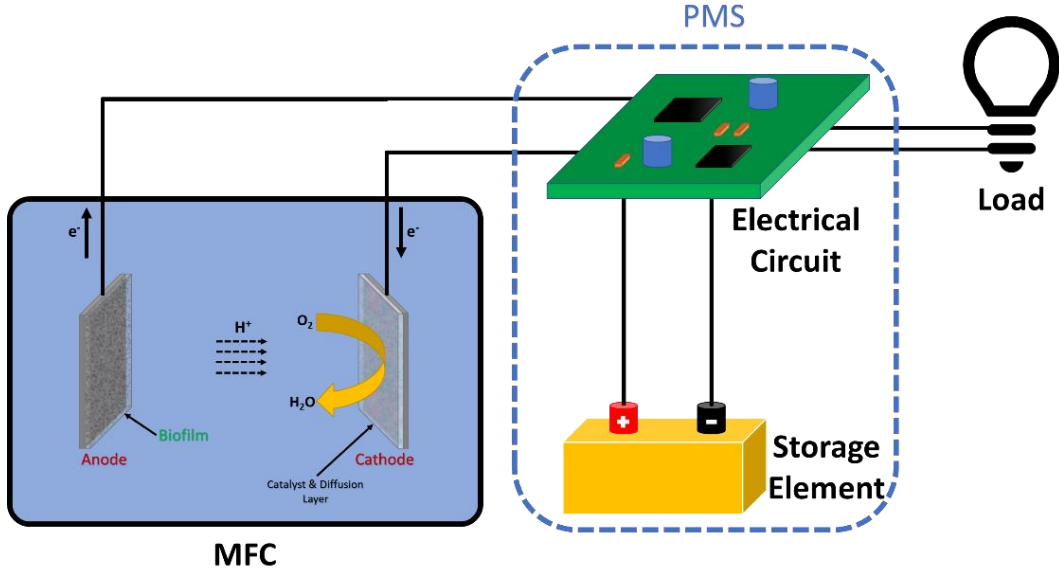 PMS
Load
Electrical
Circuit
e-
e-
H+
O2
H2O
Biofilm
Anode
Cathode
Catalyst & Diffusion
Layer
+
-
Storage
Element
MFC